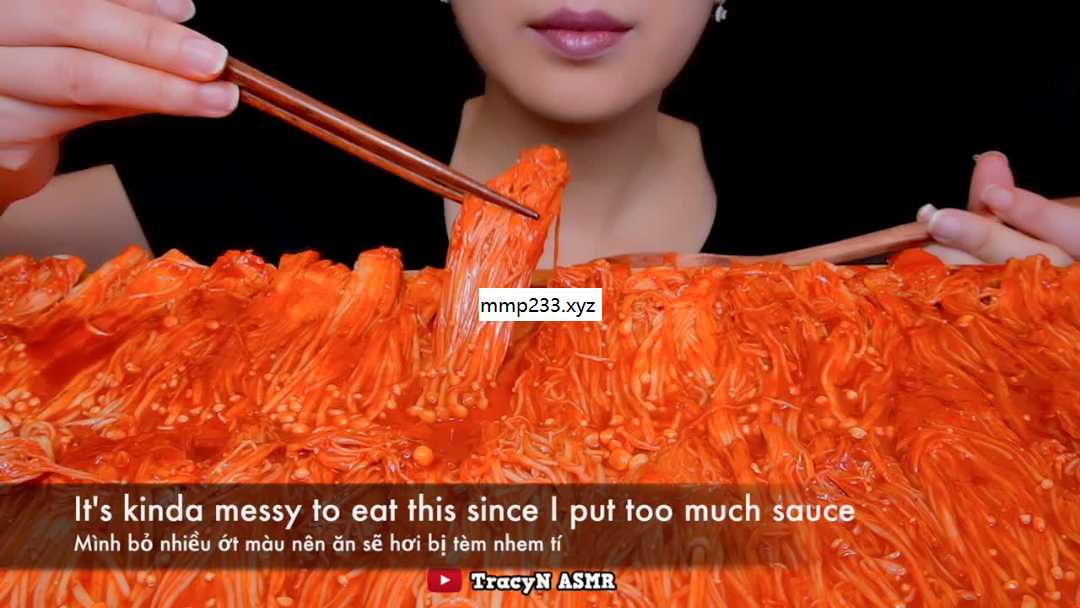 mmp233.xyz
It's kinda messy to eat this since I put too much sauce
Mình bỏ nhiều ớt màu nên ăn sẽ hơi bị tèm nhem tí
TracyN ASMR